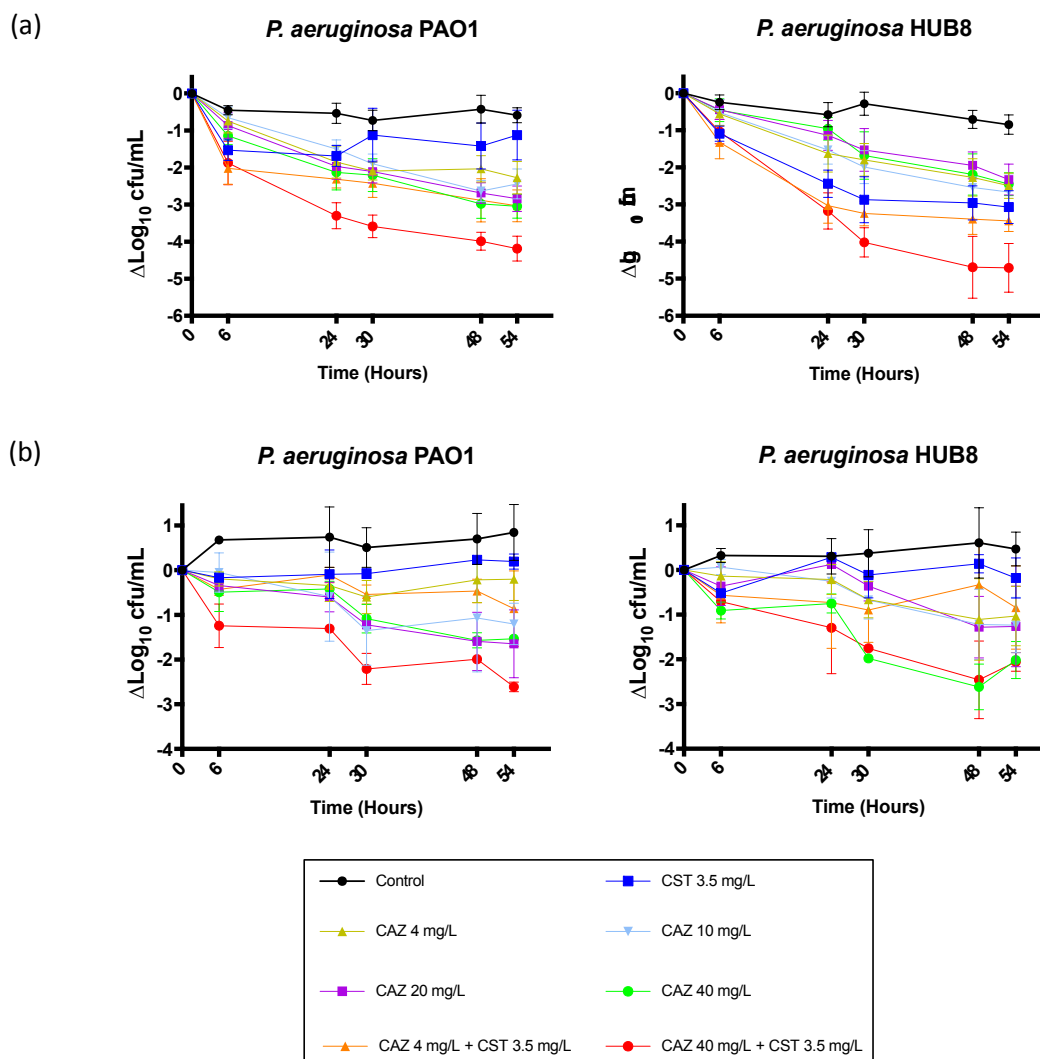 (a)
P. aeruginosa PAO1
P. aeruginosa HUB8
ΔLog10 cfu/mL
0
-1
-2
-3
-4
-5
-6
0
6
24
30
48
54
Time (Hours)
0
-1
-2
-3
-4
-5
-6
0
6
24
30
48
54
Time (Hours)
(b)
P. aeruginosa PAO1
P. aeruginosa HUB8
ΔLog10 cfu/mL
1
0
-1
-2
-3
-4
0
6
24
30
48
54
Time (Hours)
ΔLog10 cfu/mL
1
0
-1
-2
-3
-4
0
6
24
30
48
54
Time (Hours)
Control
CST 3.5 mg/L
CAZ 4 mg/L
CAZ 10 mg/L
CAZ 20 mg/L
CAZ 40 mg/L
CAZ 4 mg/L + CST 3.5 mg/L
CAZ 40 mg/L + CST 3.5 mg/L